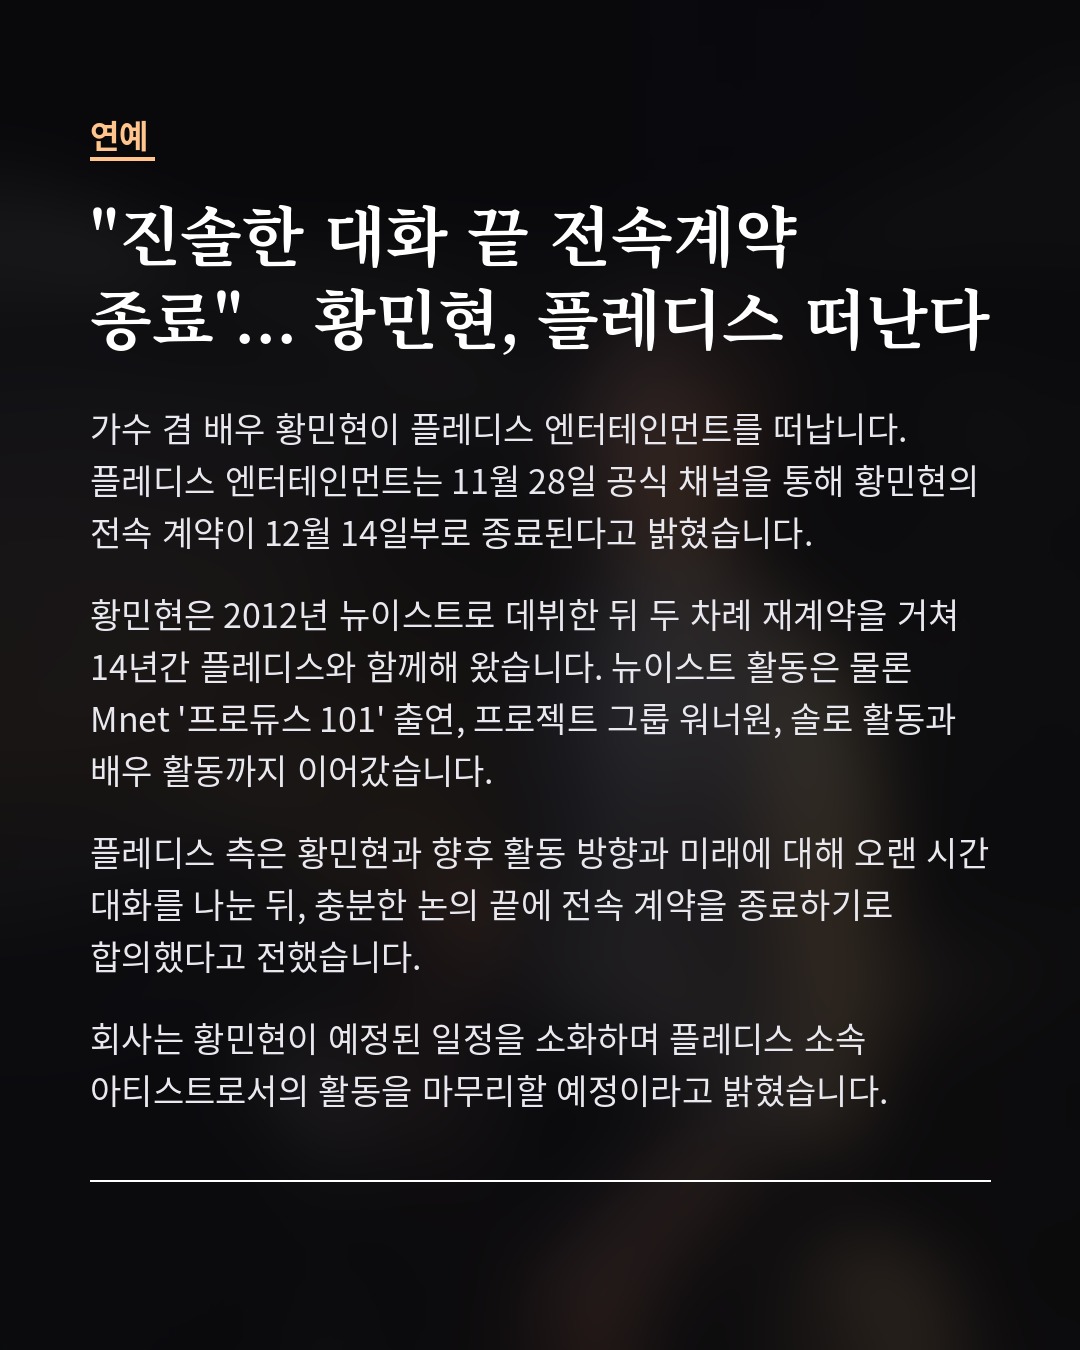 연예
"진솔한 대화 끝 전속계약
종료"... 황민현, 플레디스 떠난다
가수 겸 배우 황민현이 플레디스 엔터테인먼트를 떠납니다.
플레디스 엔터테인먼트는 11월 28일 공식 채널을 통해 황민현의
전속 계약이 12월 14일부로 종료된다고 밝혔습니다.
황민현은 2012년 뉴이스트로 데뷔한 뒤 두 차례 재계약을 거쳐
14년간 플레디스와 함께해 왔습니다. 뉴이스트 활동은 물론
Mnet '프로듀스 101' 출연, 프로젝트 그룹 워너원, 솔로 활동과
배우 활동까지 이어갔습니다.
플레디스 측은 황민현과 향후 활동 방향과 미래에 대해 오랜 시간
대화를 나눈 뒤, 충분한 논의 끝에 전속 계약을 종료하기로
합의했다고 전했습니다.
회사는 황민현이 예정된 일정을 소화하며 플레디스 소속
아티스트로서의 활동을 마무리할 예정이라고 밝혔습니다.